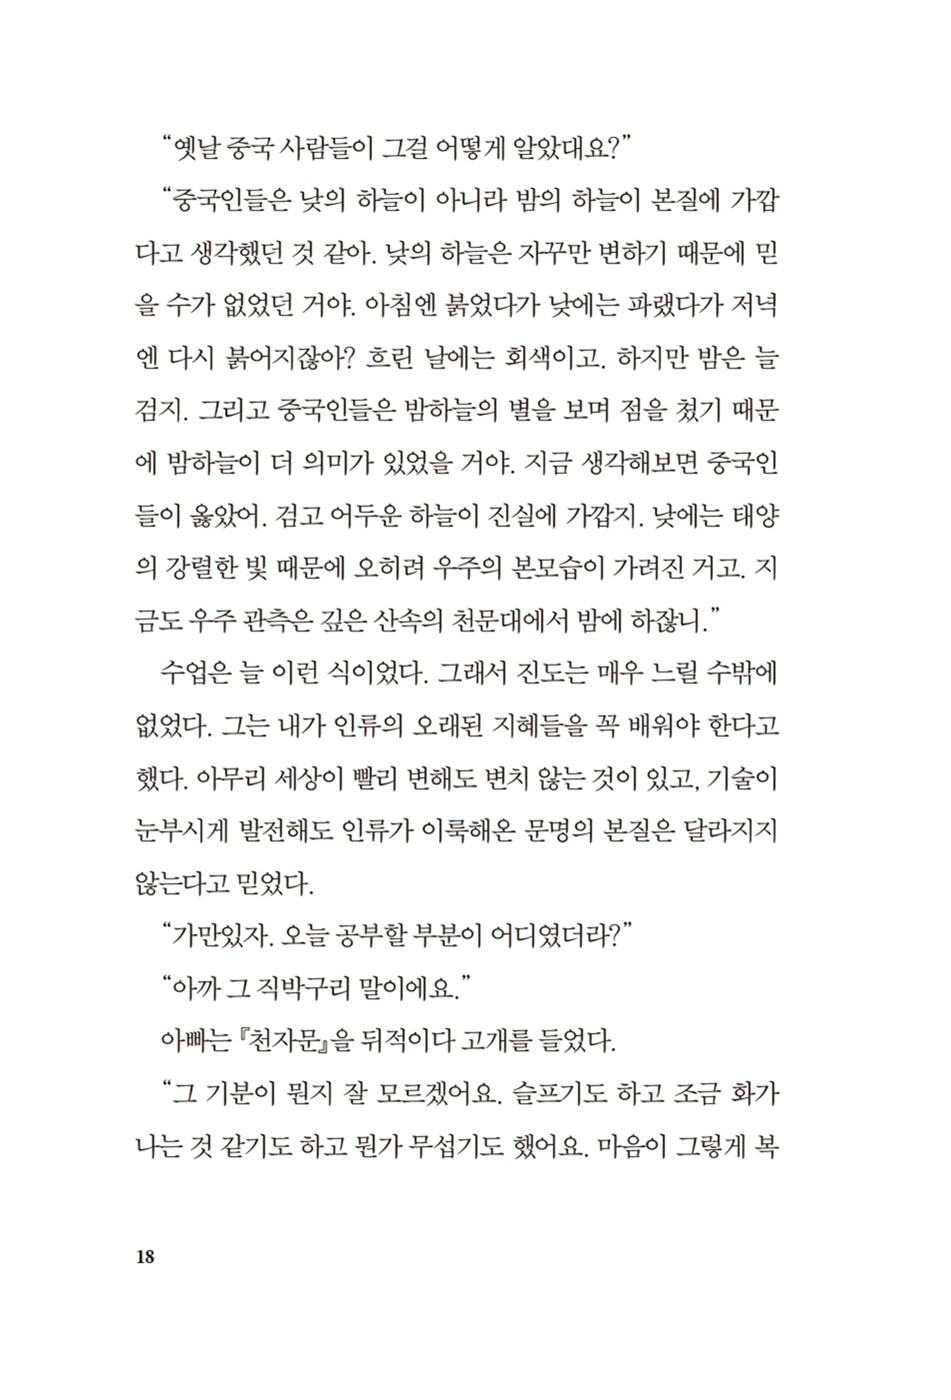 “옛날 중국 사람들이 그걸 어떻게 알았대요?”
“중국인들은 낮의 하늘이 아니라 밤의 하늘이 본질에 가깝
다고 생각했던 것 같아. 낮의 하늘은 자꾸만 변하기 때문에 믿
을 수가 없었던 거야. 아침엔 붉었다가 낮에는 파랬다가 저녁
엔 다시 붉어지잖아? 흐린 날에는 회색이고. 하지만 밤은 늘
검지. 그리고 중국인들은 밤하늘의 별을 보며 점을 쳤기 때문
에 밤하늘이 더 의미가 있었을 거야. 지금 생각해보면 중국인
들이 옳았어. 검고 어두운 하늘이 진실에 가깝지. 낮에는 태양
의 강렬한 빛 때문에 오히려 우주의 본모습이 가려진 거고. 지
금도 우주 관측은 깊은 산속의 천문대에서 밤에 하잖니.”
수업은 늘 이런 식이었다. 그래서 진도는 매우 느릴 수밖에
없었다. 그는 내가 인류의 오래된 지혜들을 꼭 배워야 한다고
했다. 아무리 세상이 빨리 변해도 변치 않는 것이 있고, 기술이
눈부시게 발전해도 인류가 이룩해온 문명의 본질은 달라지지
않는다고 믿었다.
“가만있자. 오늘 공부할 부분이 어디였더라?”
“아까 그 직박구리 말이에요.”
아빠는 『천자문』을 뒤적이다 고개를 들었다.
“그 기분이 뭔지 잘 모르겠어요. 슬프기도 하고 조금 화가
나는 것 같기도 하고 뭔가 무섭기도 했어요. 마음이 그렇게 복
18